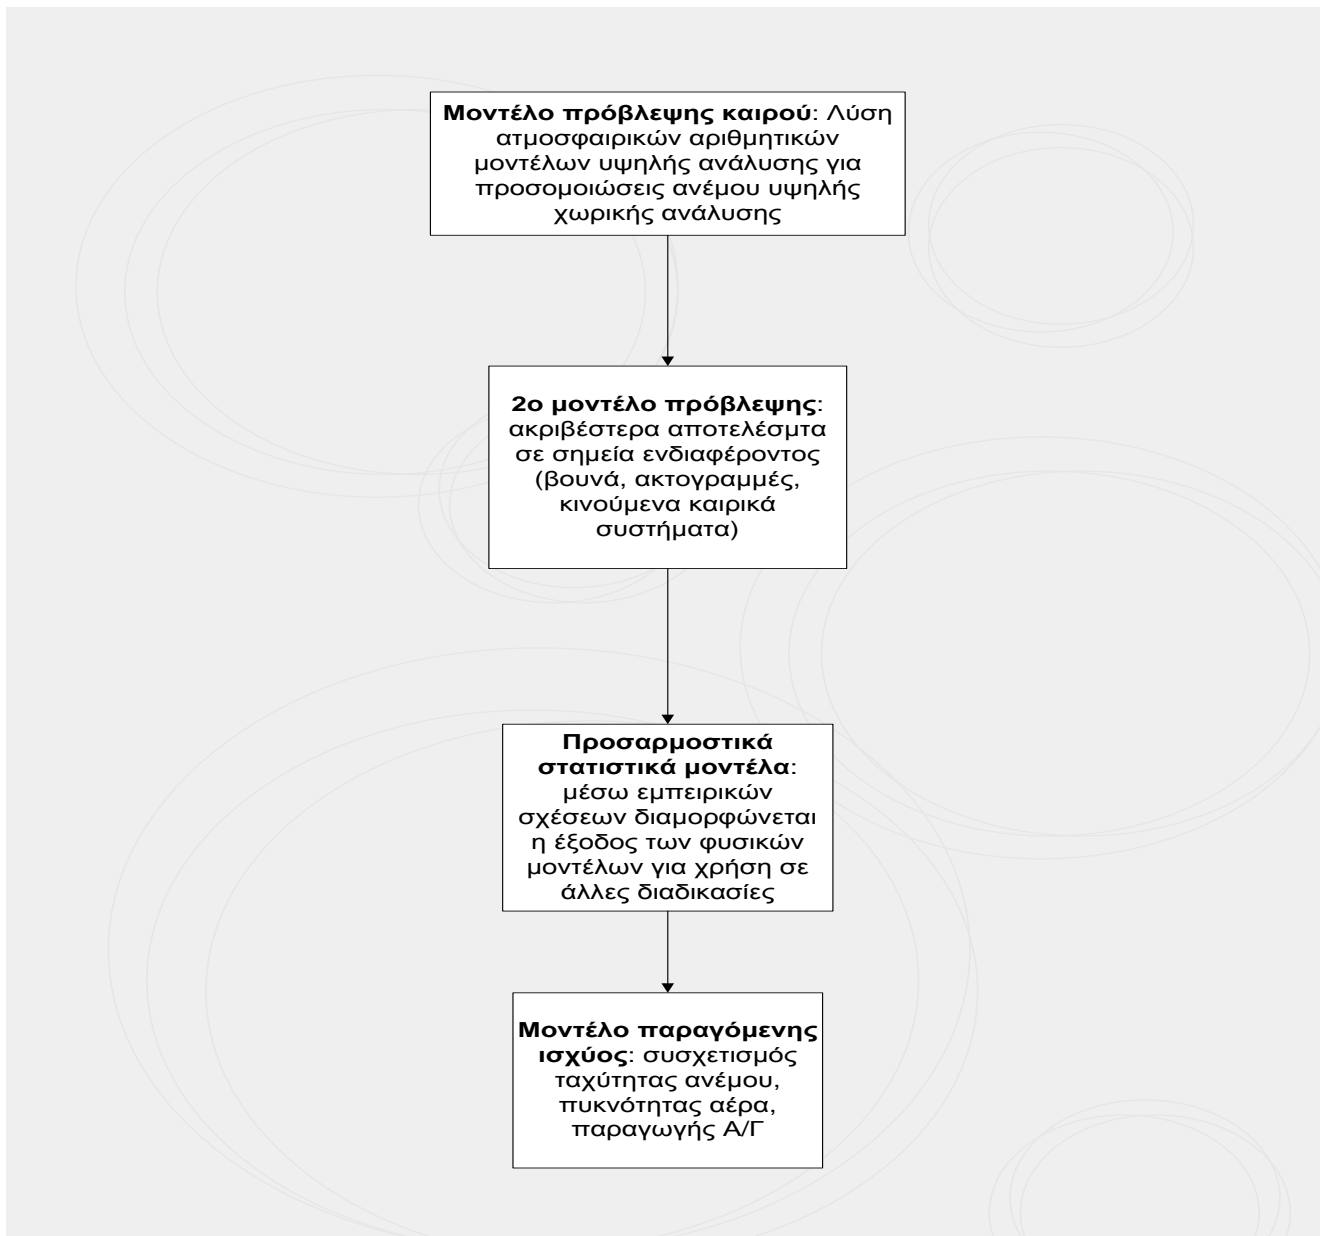 Μοντέλο πρόβλεψης καιρού: Λύση
ατμοσφαιρικών αριθμητικών
μοντέλων υψηλής ανάλυσης για
προσομοιώσεις ανέμου υψηλής
χωρικής ανάλυσης
2ο μοντέλο πρόβλεψης:
ακριβέστερα αποτελέσμτα
σε σημεία ενδιαφέροντος
(βουνά, ακτογραμμές,
κινούμενα καιρικά
συστήματα)
Προσαρμοστικά
στατιστικά μοντέλα:
μέσω εμπειρικών
σχέσεων διαμορφώνεται
η έξοδος των φυσικών
μοντέλων για χρήση σε
άλλες διαδικασίες
Μοντέλο παραγόμενης
ισχύος: συσχετισμός
ταχύτητας ανέμου,
πυκνότητας αέρα,
παραγωγής Α/Γ